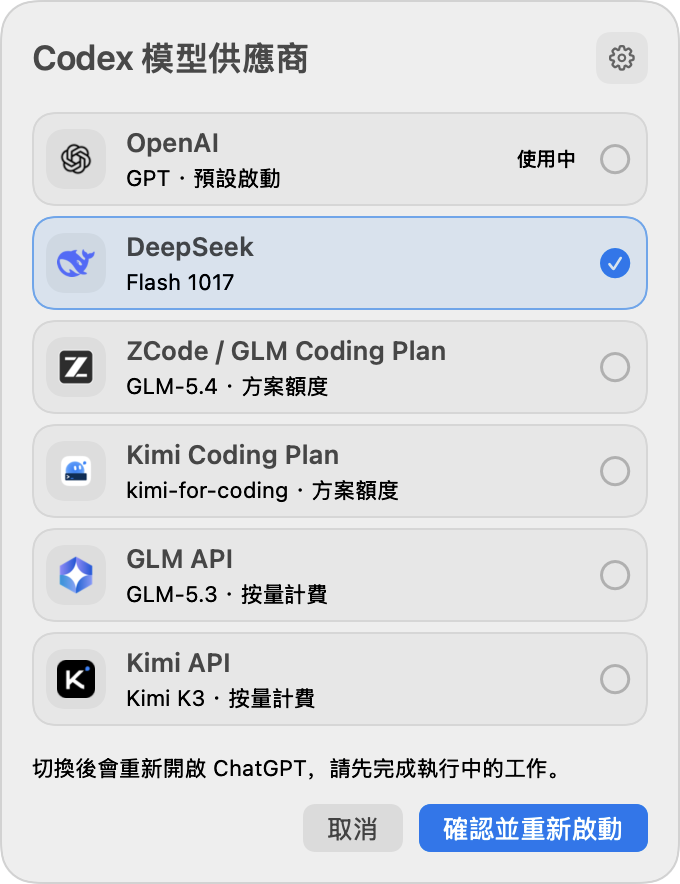 Codex 模型供應商
OpenAI
GPT · 預設啟動
使用中
DeepSeek
Flash 1017
ZCode / GLM Coding Plan
GLM-5.4 · 方案額度
Kimi Coding Plan
kimi-for-coding · 方案額度
GLM API
GLM-5.3 · 按量計費
Kimi API
Kimi K3 · 按量計費
切換後會重新開啟 ChatGPT，請先完成執行中的工作。
取消
確認並重新啟動